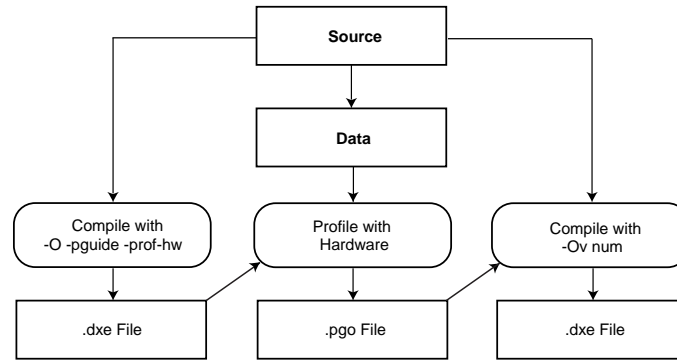 Source
Data
Compile with
-O -pguide -prof-hw
Profile with
Hardware
Compile with
-Ov num
.dxe File
.pgo File
.dxe File